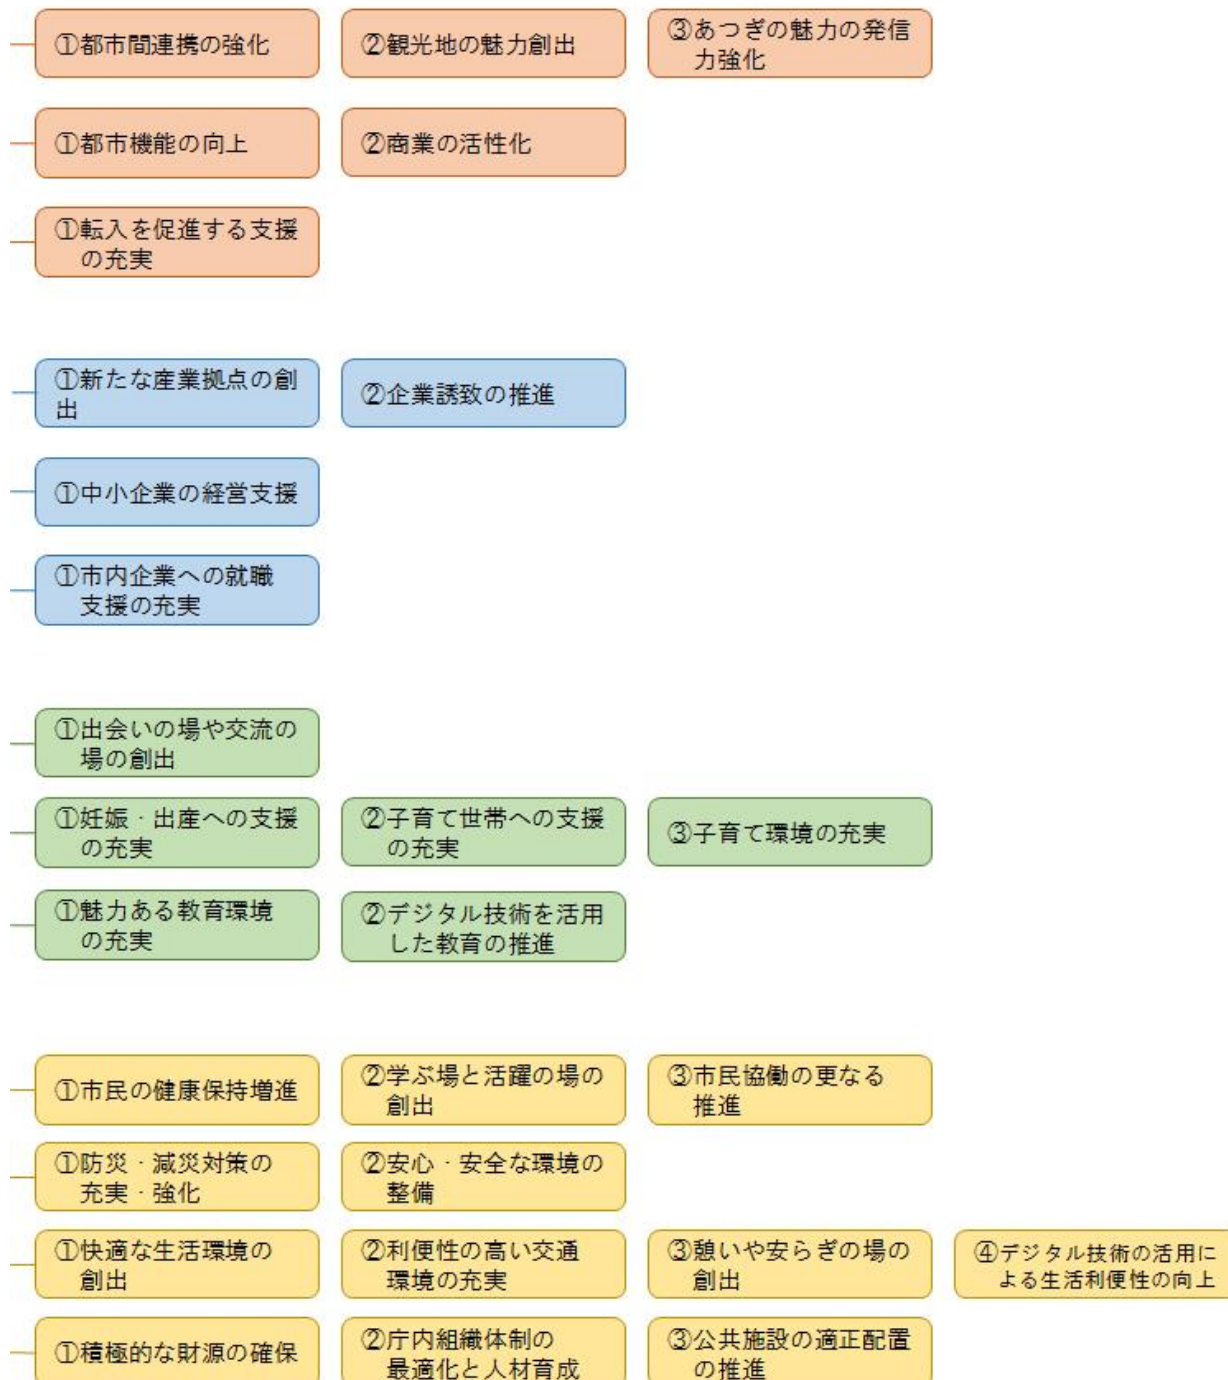 ①都市間連携の強化
②観光地の魅力創出
③あつぎの魅力の発信
力強化
①都市機能の向上
②商業の活性化
①転入を促進する支援
の充実
①新たな産業拠点の創
出
②企業誘致の推進
①中小企業の経営支援
①市内企業への就職
支援の充実
①出会いの場や交流の
場の創出
①妊娠・出産への支援
の充実
②子育て世帯への支援
の充実
③子育て環境の充実
①魅力ある教育環境
の充実
②デジタル技術を活用
した教育の推進
①市民の健康保持増進
②学ぶ場と活躍の場の
創出
③市民協働の更なる
推進
①防災・減災対策の
充実・強化
②安心・安全な環境の
整備
①快適な生活環境の
創出
②利便性の高い交通
環境の充実
③憩いや安らぎの場の
創出
④デジタル技術の活用に
よる生活利便性の向上
①積極的な財源の確保
②庁内組織体制の
最適化と人材育成
③公共施設の適正配置
の推進